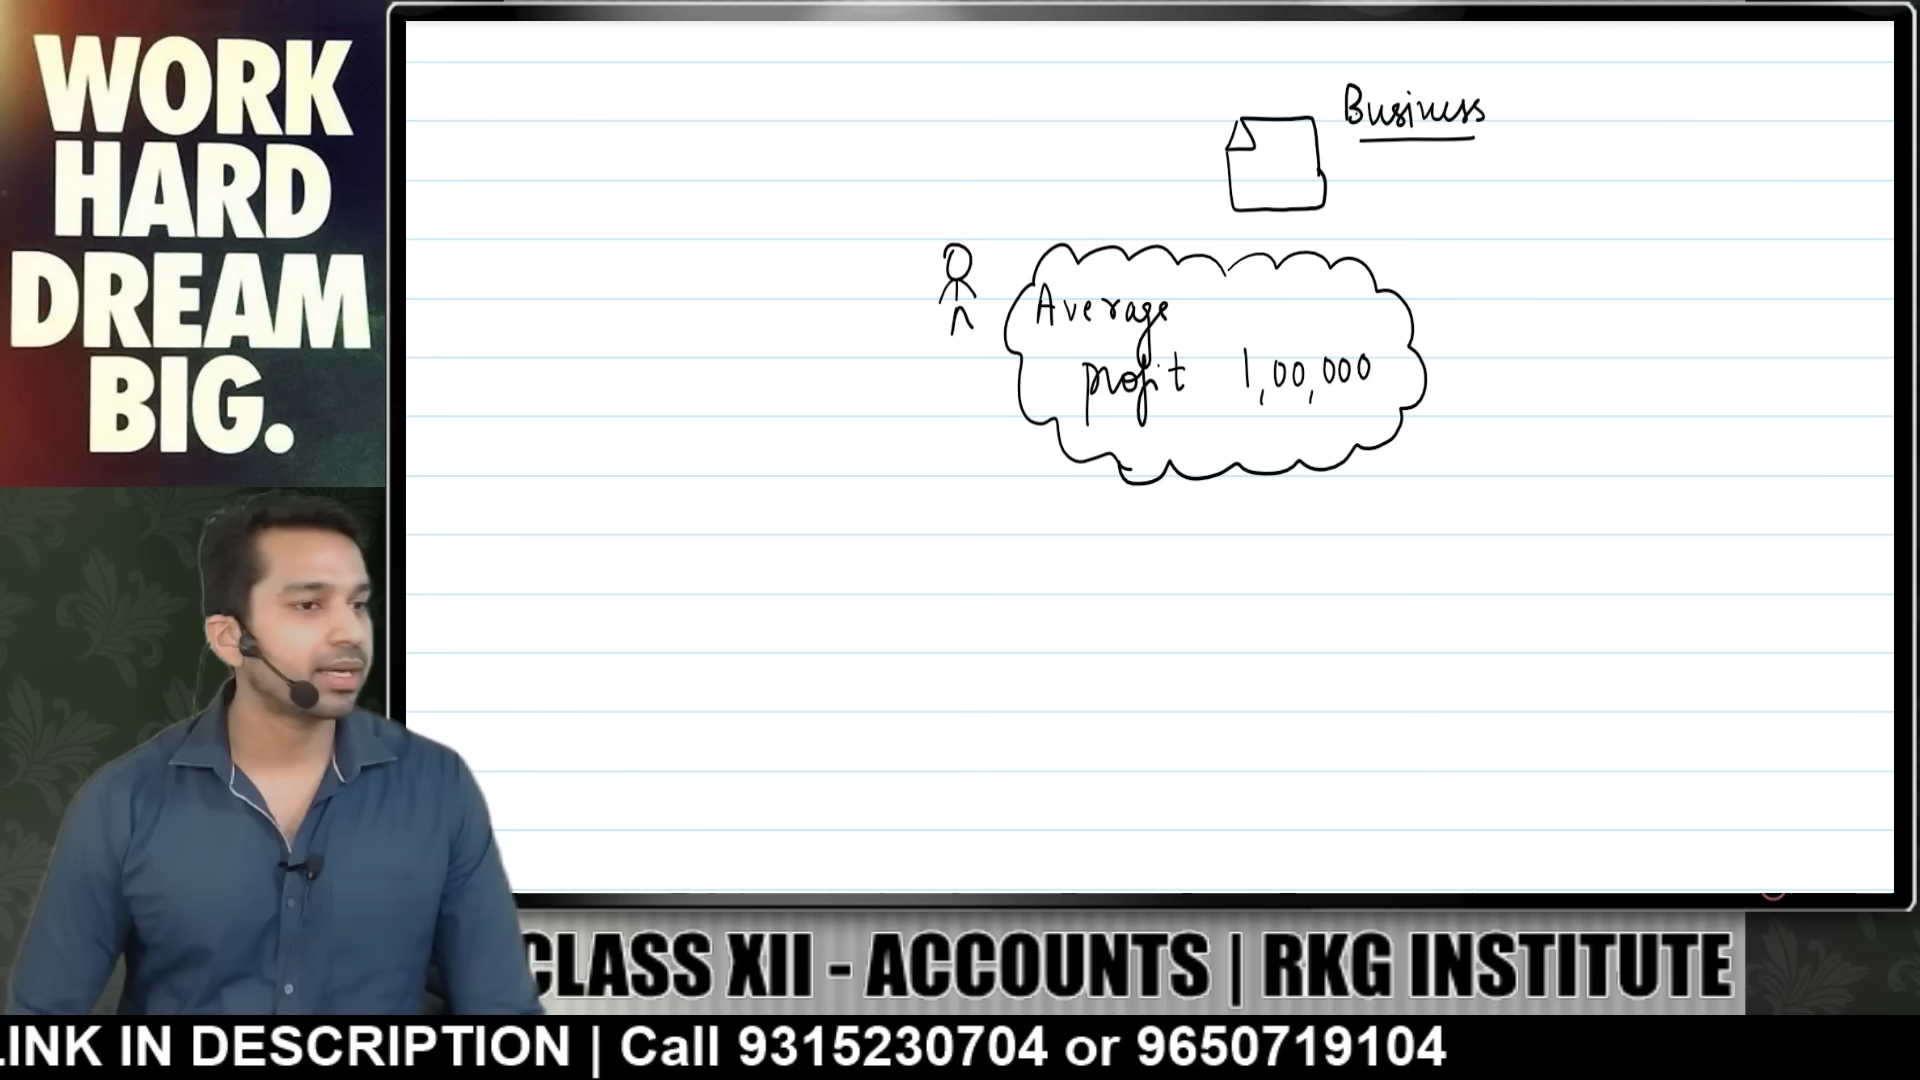 WORK
HARD
DREAM
BIG.
Business
Average
profit 1,00,000
CLASS XII - ACCOUNTS | RKG INSTITUTE
LINK IN DESCRIPTION | Call 9315230704 or 9650719104